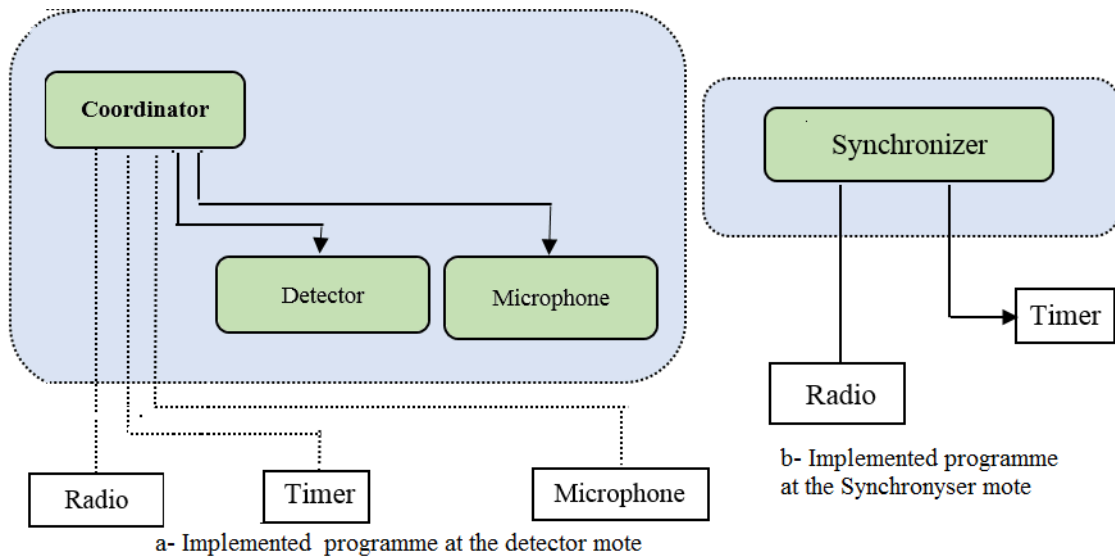 Coordinator
Detector
Microphone
Radio
Timer
Microphone
a- Implemented programme at the detector mote
Synchronizer
Timer
Radio
b- Implemented programme
at the Synchronyser mote